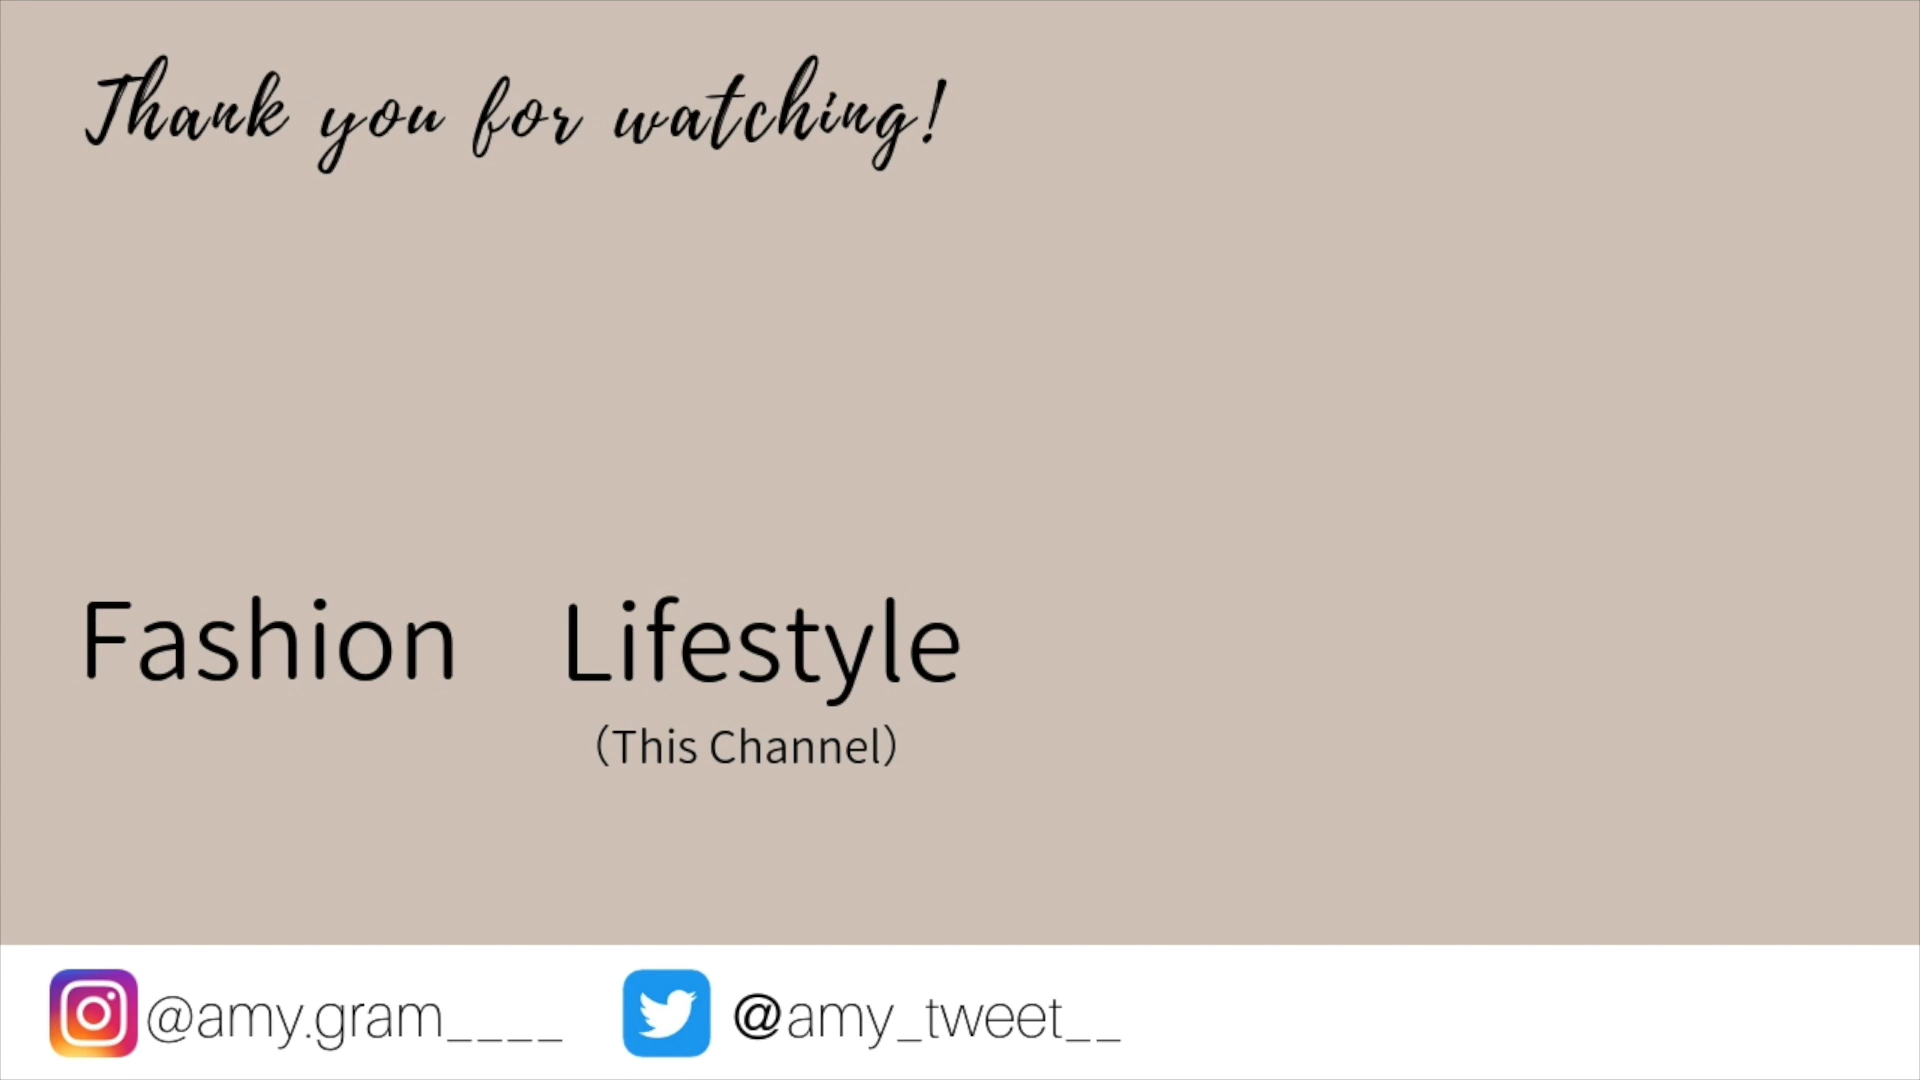 Thank you for watching!
Fashion Lifestyle
（This Channel）
@amy.gram____ @amy_tweet__